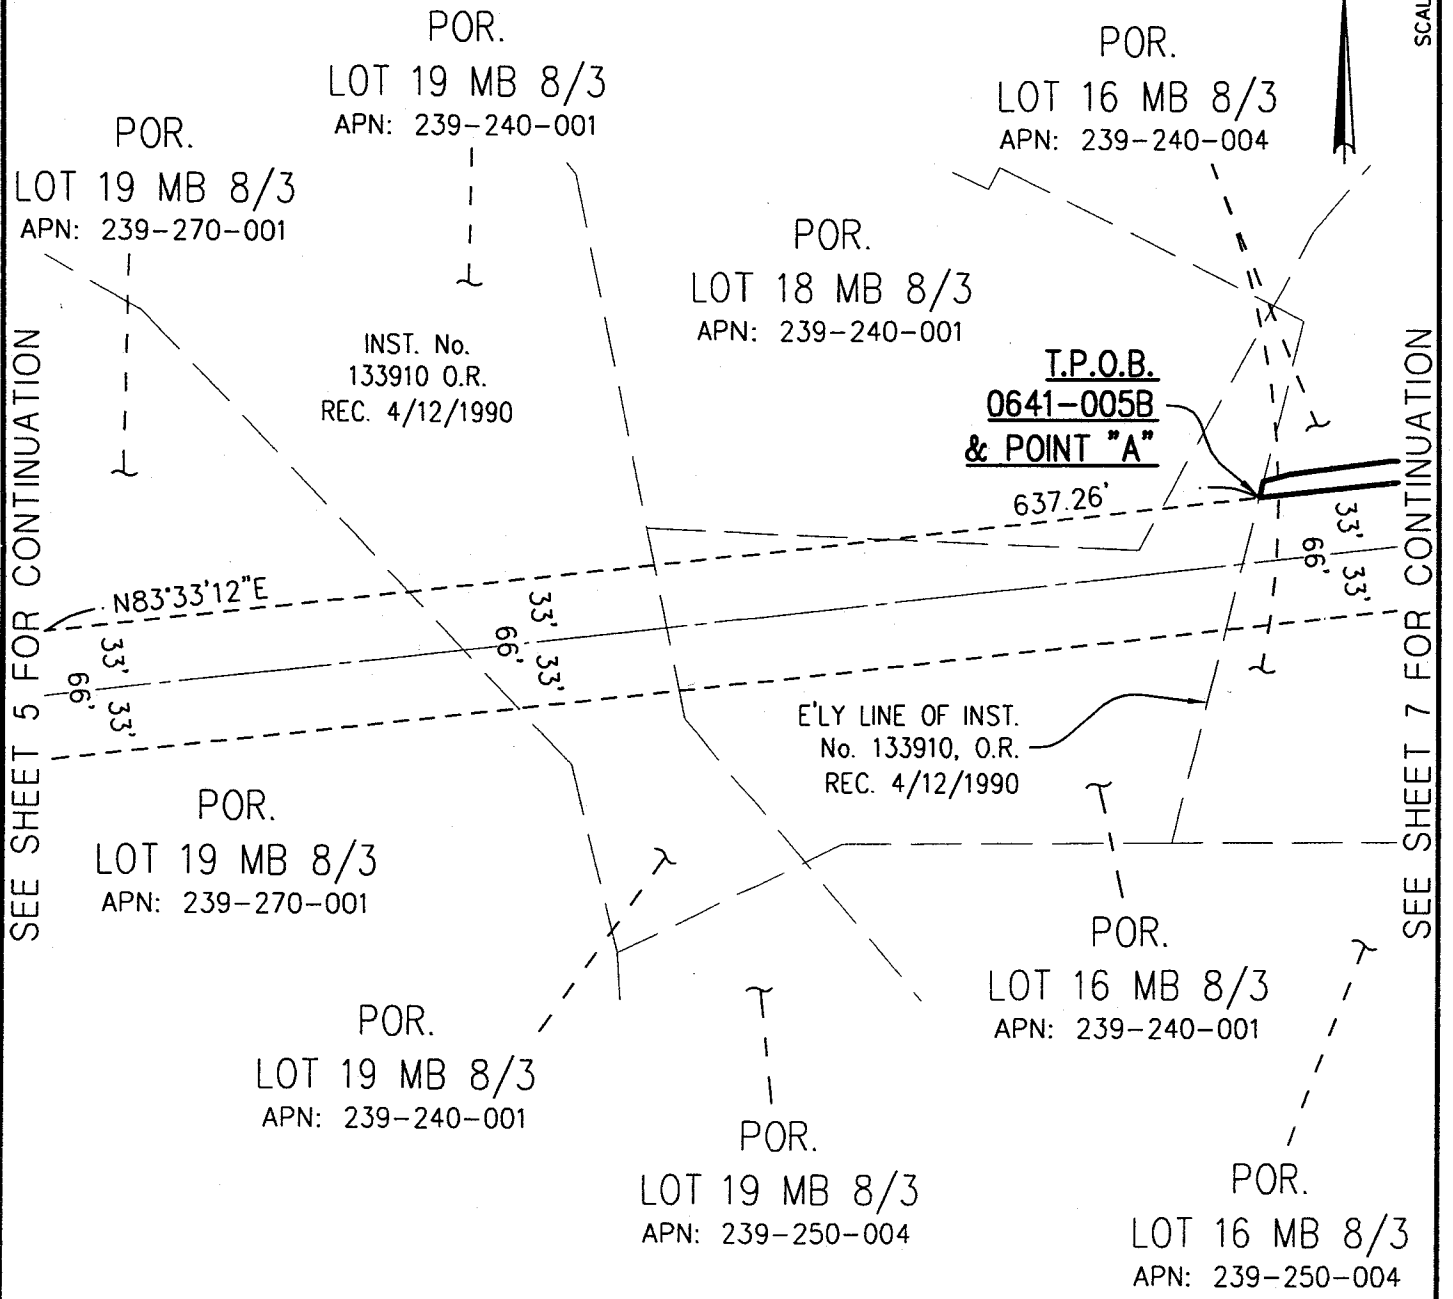 POR.
LOT 19 MB 8/3
APN: 239-240-001
POR.
LOT 16 MB 8/3
APN: 239-240-004
POR.
LOT 19 MB 8/3
APN: 239-270-001
POR.
LOT 18 MB 8/3
APN: 239-240-001
INST. No.
133910 O.R.
REC. 4/12/1990
T.P.O.B.
0641-005B
& POINT "A"
637.26'
N83°33'12"E
33'
66'
33'
33'
66'
33'
33'
66'
33'
SEE SHEET 5 FOR CONTINUATION
SEE SHEET 7 FOR CONTINUATION
E'LY LINE OF INST.
No. 133910, O.R.
REC. 4/12/1990
POR.
LOT 19 MB 8/3
APN: 239-270-001
POR.
LOT 16 MB 8/3
APN: 239-240-001
POR.
LOT 19 MB 8/3
APN: 239-240-001
POR.
LOT 19 MB 8/3
APN: 239-250-004
POR.
LOT 16 MB 8/3
APN: 239-250-004